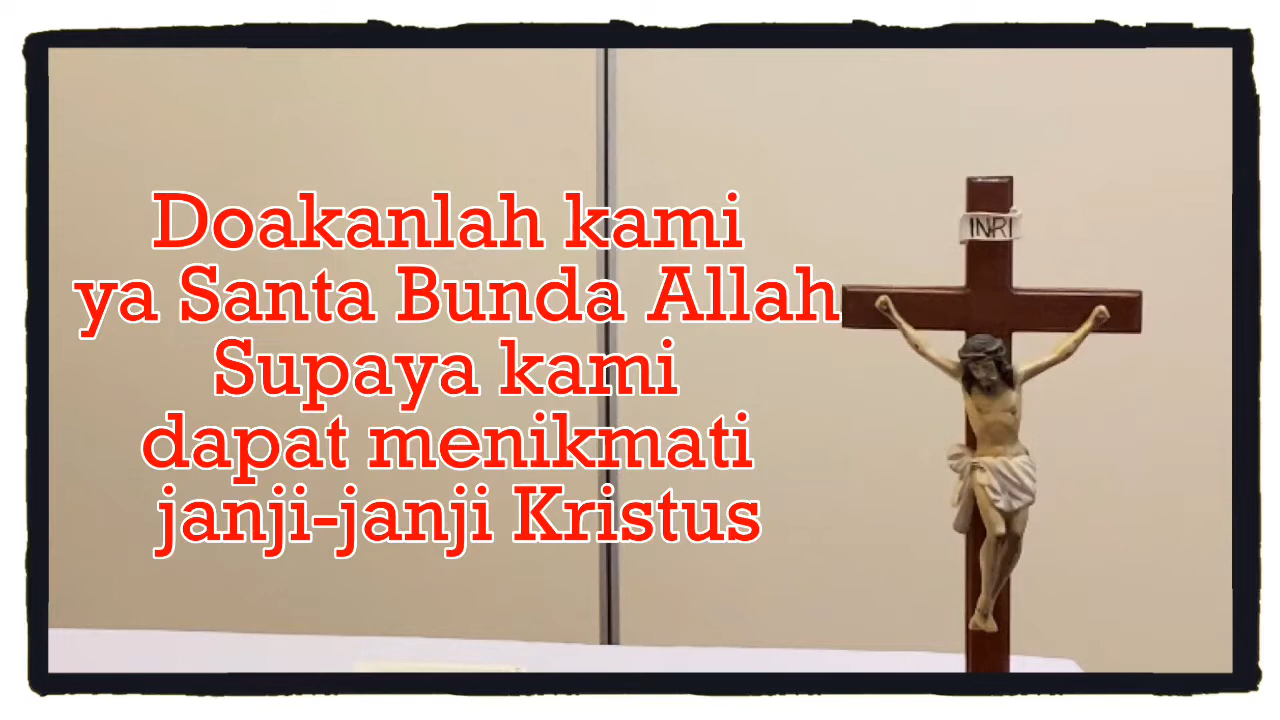 Doakanlah kami
ya Santa Bunda Allah
Supaya kami
dapat menikmati
janji-janji Kristus
INRI